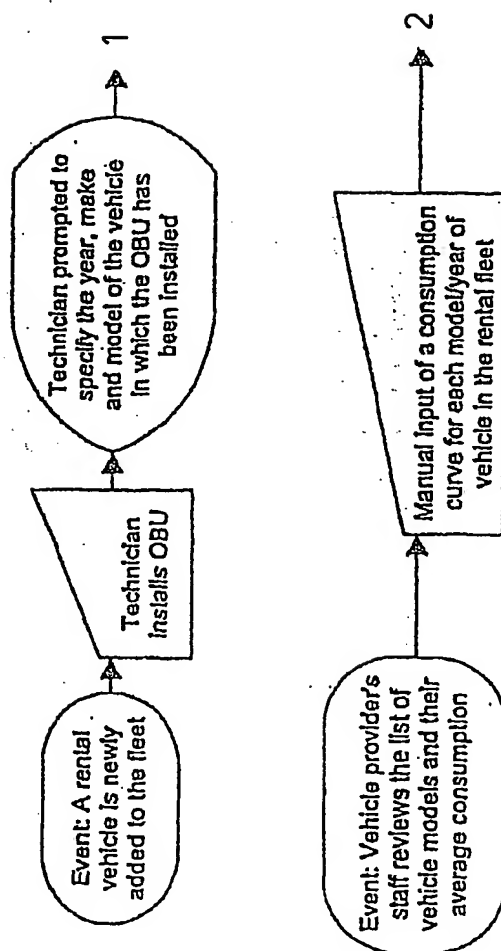 Event: A rental
vehicle is newly
added to the fleet
Technician
installs OBU
Technician prompted to
specify the year, make
and model of the vehicle
in which the OBU has
been installed
1
Event: Vehicle provider's
staff reviews the list of
vehicle models and their
average consumption
Manual input of a consumption
curve for each model/year of
vehicle in the rental fleet
2